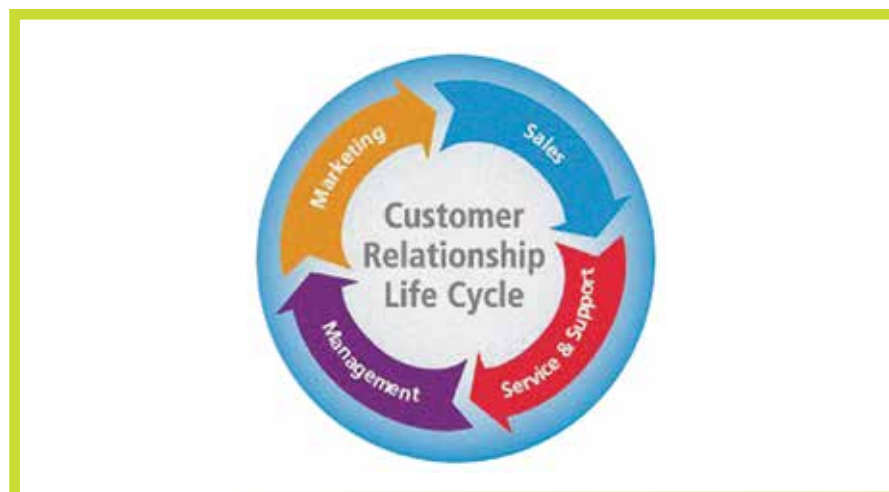 Marketing
Sales
Customer
Relationship
Life Cycle
Management
Service & Support